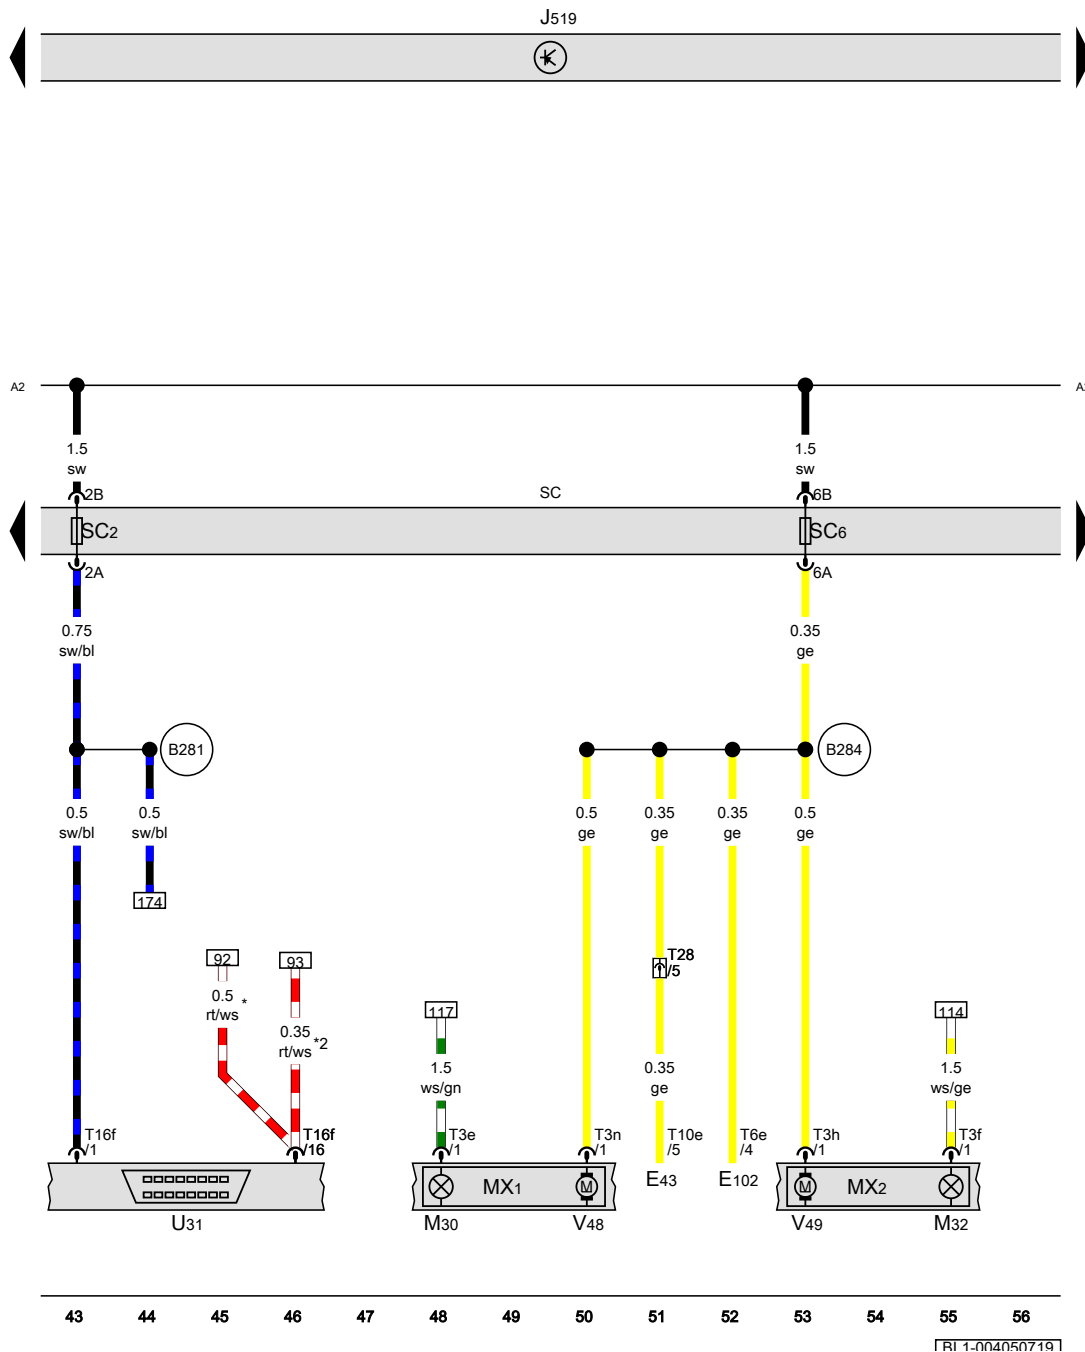 J519
A2
A
1.5
sw
1.5
sw
2B
SC
6B
SC2
SC6
2A
6A
0.75
sw/bl
0.35
ge
B281
B284
0.5
sw/bl
0.5
sw/bl
0.5
ge
0.35
ge
0.35
ge
0.5
ge
174
92
93
T28
/5
0.5
rt/ws *
117
114
0.35
rt/ws *2
1.5
ws/gn
0.35
ge
1.5
ws/ge
T16f
/1
T16f
/16
T3e
/1
T3n
/1
T10e
/5
T6e
/4
T3h
/1
T3f
/1
MX1
M
E43
E102
M
MX2
U31
M30
V48
V49
M32
43 44 45 46 47 48 49 50 51 52 53 54 55 56
BL1-004050719